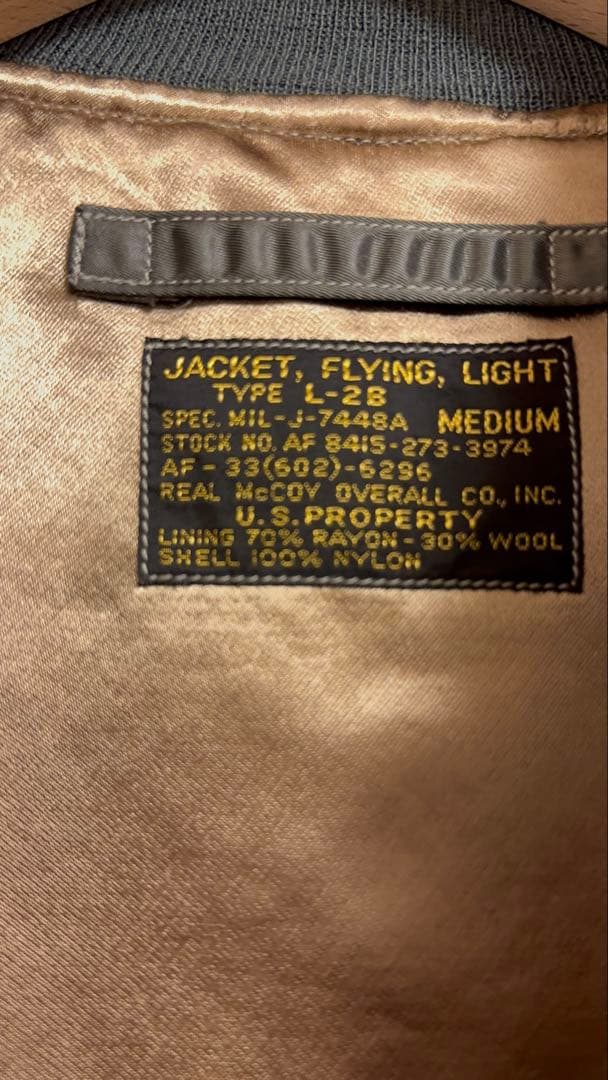 JACKET, FLYING, LIGHT
TYPE L-2B
SPEC. MIL-J-7448A MEDIUM
STOCK NO. AF 8415-273-3974
AF-33(602)-6296
REAL McCOY OVERALL CO., INC.
U.S. PROPERTY
LINING 70% RAYON-30% WOOL
SHELL 100% NYLON